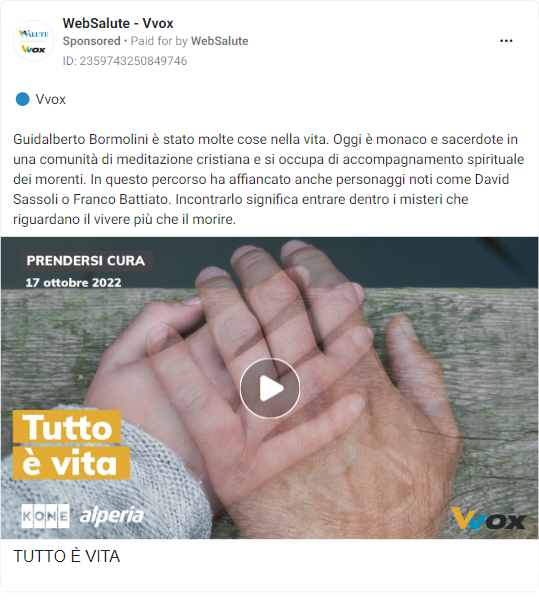 WebSalute - Vvox
Sponsored • Paid for by WebSalute
ID: 2359743250849746
Vvox
Guidalberto Bormolini è stato molte cose nella vita. Oggi è monaco e sacerdote in
una comunità di meditazione cristiana e si occupa di accompagnamento spirituale
dei morenti. In questo percorso ha affiancato anche personaggi noti come David
Sassoli o Franco Battiato. Incontrarlo significa entrare dentro i misteri che
riguardano il vivere più che il morire.
PRENDERSI CURA
17 ottobre 2022
Tutto
è vita
KONE alperia
Vvox
TUTTO È VITA